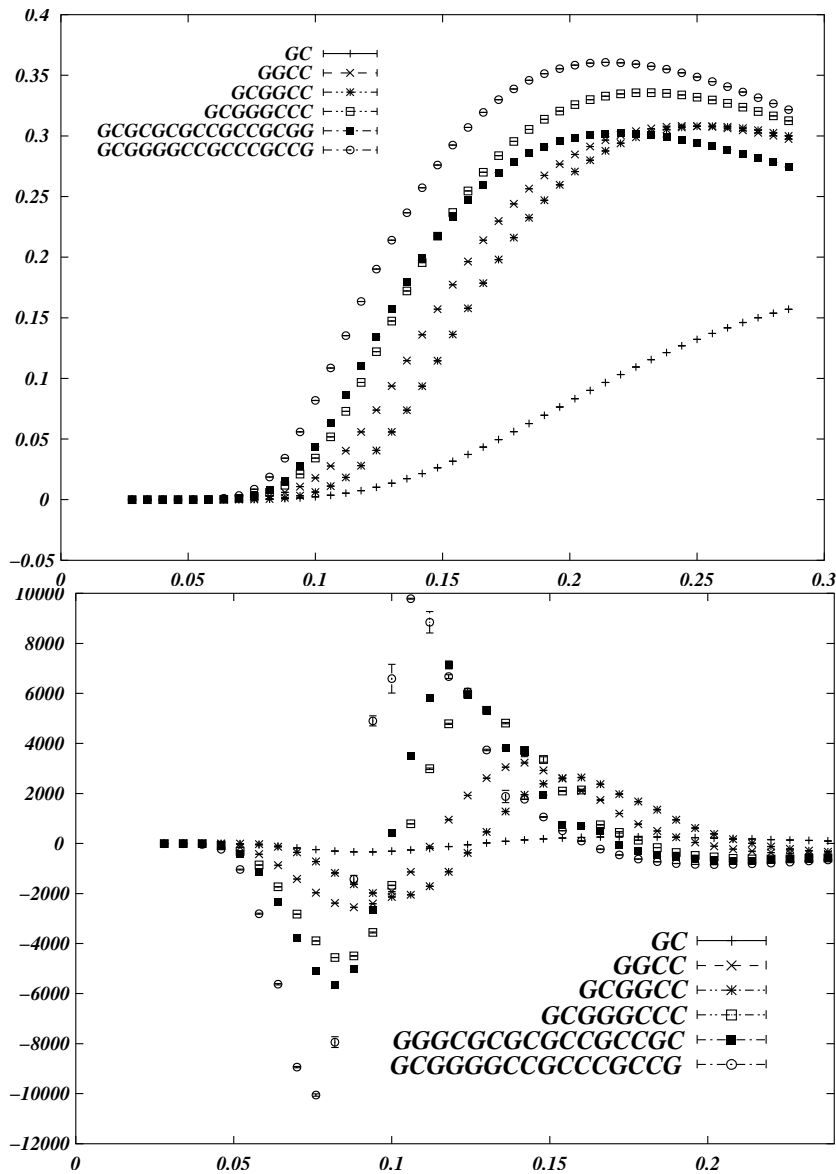 0.4
0.35
0.3
0.25
0.2
0.15
0.1
0.05
0
−0.05
GC
GGCC
GCGGCC
GCGGGCCC
GCGCGCGCCGCCGCGG
GCGGGGCCGCCCGCCG
0 0.05 0.1 0.15 0.2 0.25 0.3
10000
8000
6000
4000
2000
0
−2000
−4000
−6000
−8000
−10000
−12000
GC
GGCC
GCGGCC
GCGGGCCC
GGGCGCGCGCCGCCGC
GCGGGGCCGCCCGCCG
0 0.05 0.1 0.15 0.2